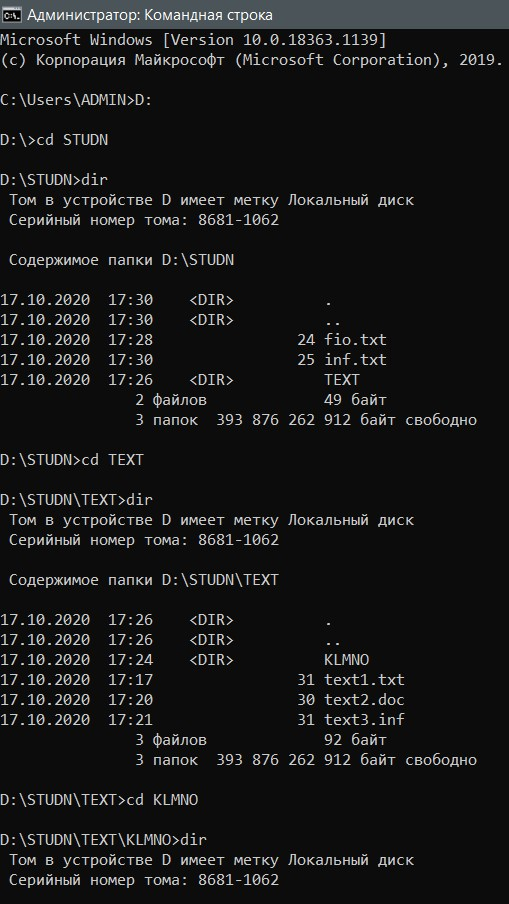 Администратор: Командная строка
Microsoft Windows [Version 10.0.18363.1139]
(c) Корпорация Майкрософт (Microsoft Corporation), 2019.
C:\Users\ADMIN>D:
D:\>cd STUDN
D:\STUDN>dir
Том в устройстве D имеет метку Локальный диск
Серийный номер тома: 8681-1062
Содержимое папки D:\STUDN
17.10.2020  17:30    <DIR>          .
17.10.2020  17:30    <DIR>          ..
17.10.2020  17:28                24 fio.txt
17.10.2020  17:30                25 inf.txt
17.10.2020  17:26    <DIR>          TEXT
2 файлов             49 байт
3 папок  393 876 262 912 байт свободно
D:\STUDN>cd TEXT
D:\STUDN\TEXT>dir
Том в устройстве D имеет метку Локальный диск
Серийный номер тома: 8681-1062
Содержимое папки D:\STUDN\TEXT
17.10.2020  17:26    <DIR>          .
17.10.2020  17:26    <DIR>          ..
17.10.2020  17:24    <DIR>          KLMNO
17.10.2020  17:17                31 text1.txt
17.10.2020  17:20                30 text2.doc
17.10.2020  17:21                31 text3.inf
3 файлов             92 байт
3 папок  393 876 262 912 байт свободно
D:\STUDN\TEXT>cd KLMNO
D:\STUDN\TEXT\KLMNO>dir
Том в устройстве D имеет метку Локальный диск
Серийный номер тома: 8681-1062